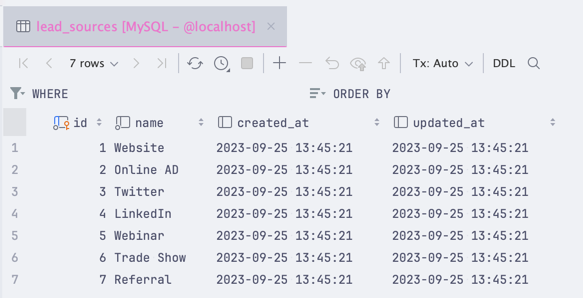 lead_sources [MySQL – @localhost]
7 rows Tx: Auto DDL
WHERE ORDER BY
id name created_at updated_at
1 1 Website 2023-09-25 13:45:21 2023-09-25 13:45:21
2 2 Online AD 2023-09-25 13:45:21 2023-09-25 13:45:21
3 3 Twitter 2023-09-25 13:45:21 2023-09-25 13:45:21
4 4 LinkedIn 2023-09-25 13:45:21 2023-09-25 13:45:21
5 5 Webinar 2023-09-25 13:45:21 2023-09-25 13:45:21
6 6 Trade Show 2023-09-25 13:45:21 2023-09-25 13:45:21
7 7 Referral 2023-09-25 13:45:21 2023-09-25 13:45:21